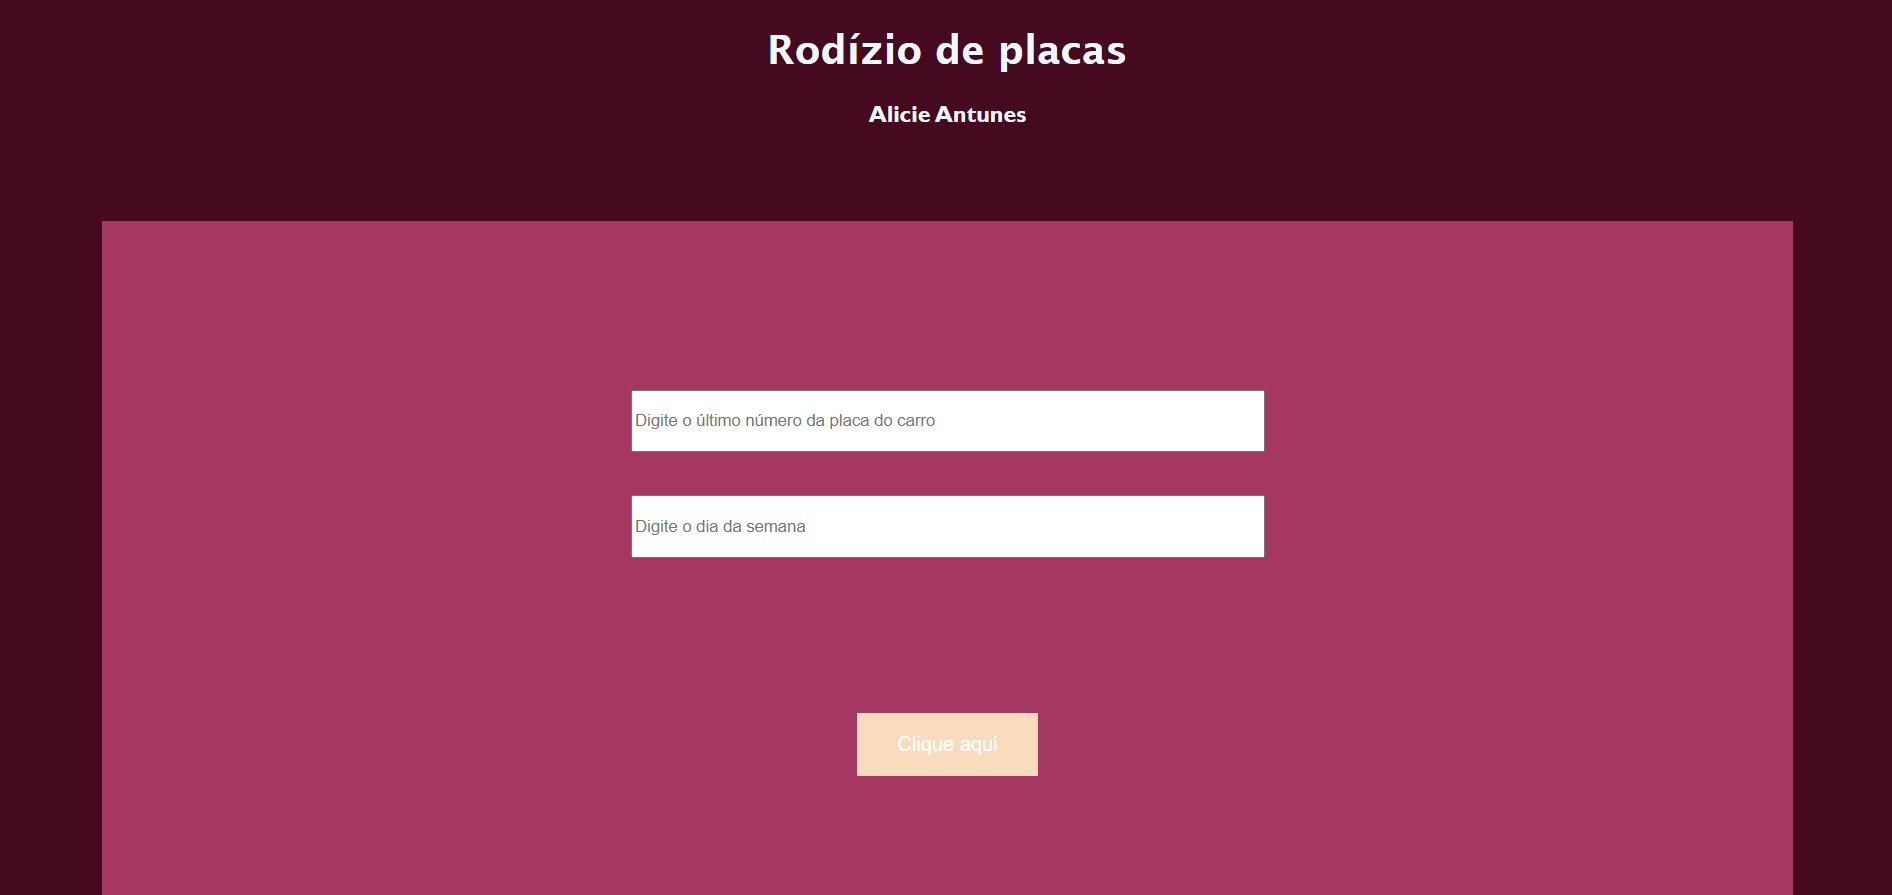 Rodízio de placas
Alicie Antunes
Digite o último número da placa do carro
Digite o dia da semana
Clique aqui